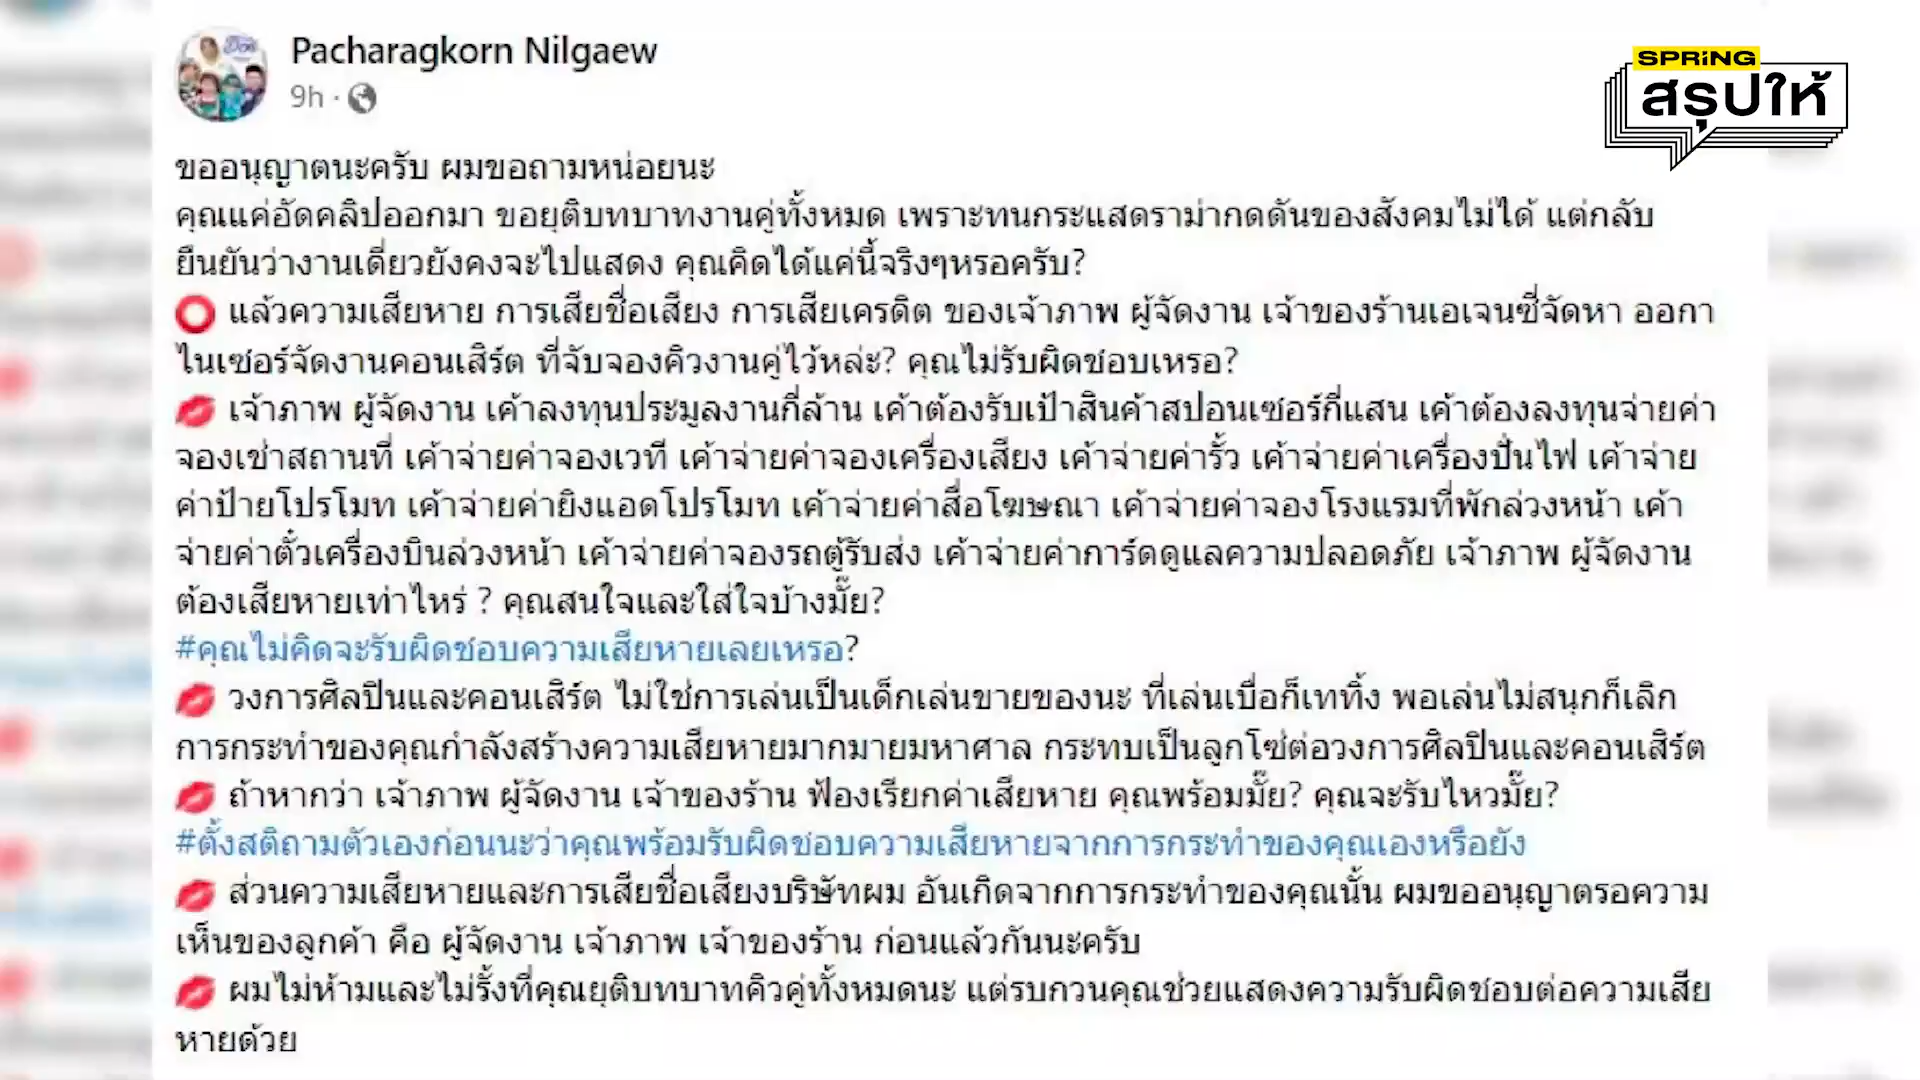 Pacharagkorn Nilgaew
9h
SPRiNG
สรุปให้
ขออนุญาตนะครับ ผมขอถามหน่อยนะ
คุณแค่อัดคลิปออกมา ขอยุติบทบาทงานคู่ทั้งหมด เพราะทนกระแสดราม่ากดดันของสังคมไม่ได้ แต่กลับ
ยืนยันว่างานเดี่ยวยังคงจะไปแสดง คุณคิดได้แค่นี้จริงๆหรอครับ?
แล้วความเสียหาย การเสียชื่อเสียง การเสียเครดิต ของเจ้าภาพ ผู้จัดงาน เจ้าของร้านเอเจนซี่จัดหา ออกา
ไนเซอร์จัดงานคอนเสิร์ต ที่จับจองคิวงานคู่ไว้หล่ะ? คุณไม่รับผิดชอบเหรอ?
เจ้าภาพ ผู้จัดงาน เค้าลงทุนประมูลงานกี่ล้าน เค้าต้องรับเป้าสินค้าสปอนเซอร์กี่แสน เค้าต้องลงทุนจ่ายค่า
จองเช่าสถานที่ เค้าจ่ายค่าจองเวที เค้าจ่ายค่าจองเครื่องเสียง เค้าจ่ายค่ารั้ว เค้าจ่ายค่าเครื่องปั่นไฟ เค้าจ่าย
ค่าป้ายโปรโมท เค้าจ่ายค่ายิงแอดโปรโมท เค้าจ่ายค่าสื่อโฆษณา เค้าจ่ายค่าจองโรงแรมที่พักล่วงหน้า เค้า
จ่ายค่าตั๋วเครื่องบินล่วงหน้า เค้าจ่ายค่าจองรถตู้รับส่ง เค้าจ่ายค่าการ์ดดูแลความปลอดภัย เจ้าภาพ ผู้จัดงาน
ต้องเสียหายเท่าไหร่ ? คุณสนใจและใส่ใจบ้างมั๊ย?
#คุณไม่คิดจะรับผิดชอบความเสียหายเลยเหรอ?
วงการศิลปินและคอนเสิร์ต ไม่ใช่การเล่นเป็นเด็กเล่นขายของนะ ที่เล่นเบื่อก็เททิ้ง พอเล่นไม่สนุกก็เลิก
การกระทำของคุณกำลังสร้างความเสียหายมากมายมหาศาล กระทบเป็นลูกโซ่ต่อวงการศิลปินและคอนเสิร์ต
ถ้าหากว่า เจ้าภาพ ผู้จัดงาน เจ้าของร้าน ฟ้องเรียกค่าเสียหาย คุณพร้อมมั๊ย? คุณจะรับไหวมั๊ย?
#ตั้งสติถามตัวเองก่อนนะว่าคุณพร้อมรับผิดชอบความเสียหายจากการกระทำของคุณเองหรือยัง
ส่วนความเสียหายและการเสียชื่อเสียงบริษัทผม อันเกิดจากการกระทำของคุณนั้น ผมขออนุญาตรอความ
เห็นของลูกค้า คือ ผู้จัดงาน เจ้าภาพ เจ้าของร้าน ก่อนแล้วกันนะครับ
ผมไม่ห้ามและไม่รั้งที่คุณยุติบทบาทคิวคู่ทั้งหมดนะ แต่รบกวนคุณช่วยแสดงความรับผิดชอบต่อความเสีย
หายด้วย